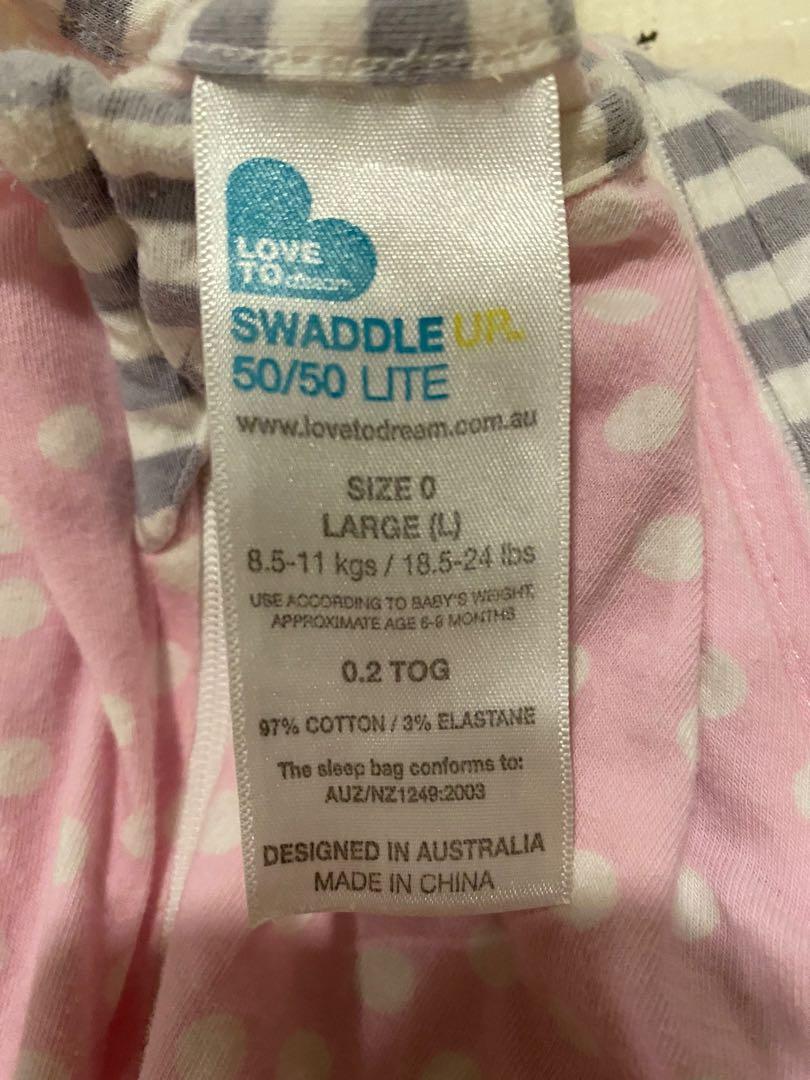 LOVE
TO dream
SWADDLE UP™
50/50 LITE
www.lovetodream.com.au
SIZE 0
LARGE (L)
8.5-11 kgs / 18.5-24 lbs
USE ACCORDING TO BABY'S WEIGHT,
APPROXIMATE AGE 6-9 MONTHS
0.2 TOG
97% COTTON / 3% ELASTANE
The sleep bag conforms to:
AUZ/NZ1249:2003
DESIGNED IN AUSTRALIA
MADE IN CHINA